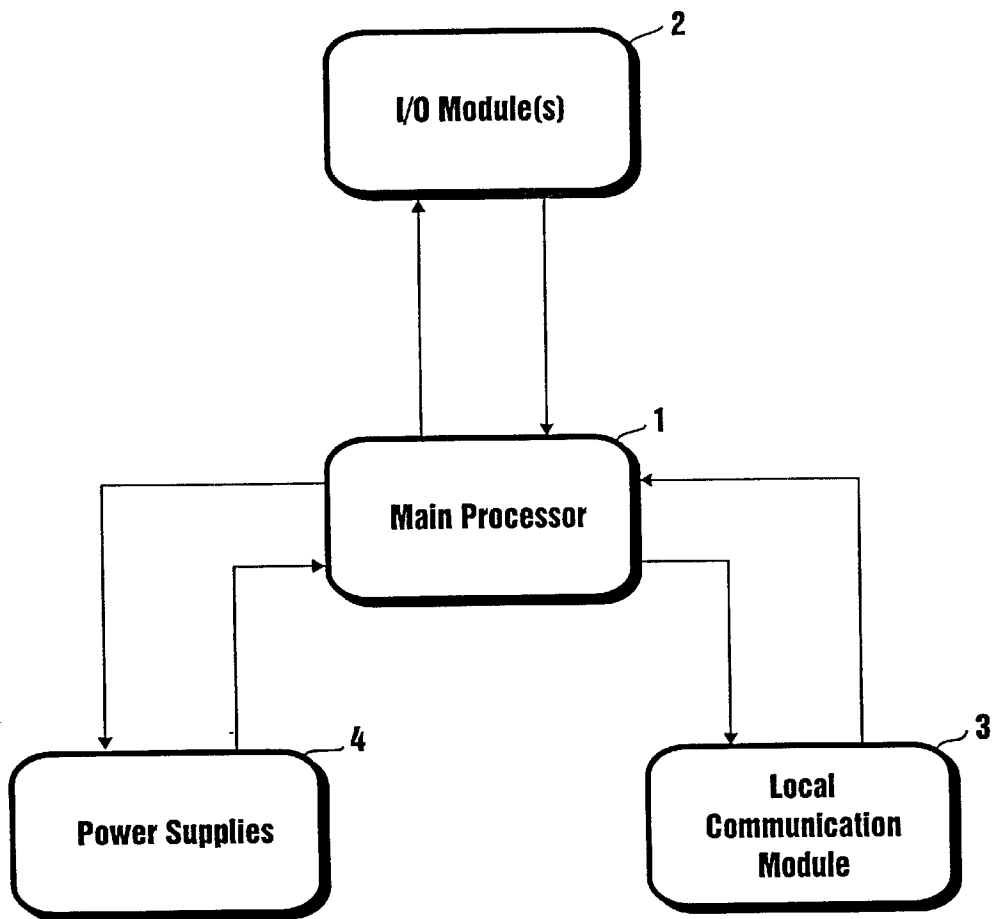 2
I/O Module(s)
1
Main Processor
4
Power Supplies
3
Local
Communication
Module